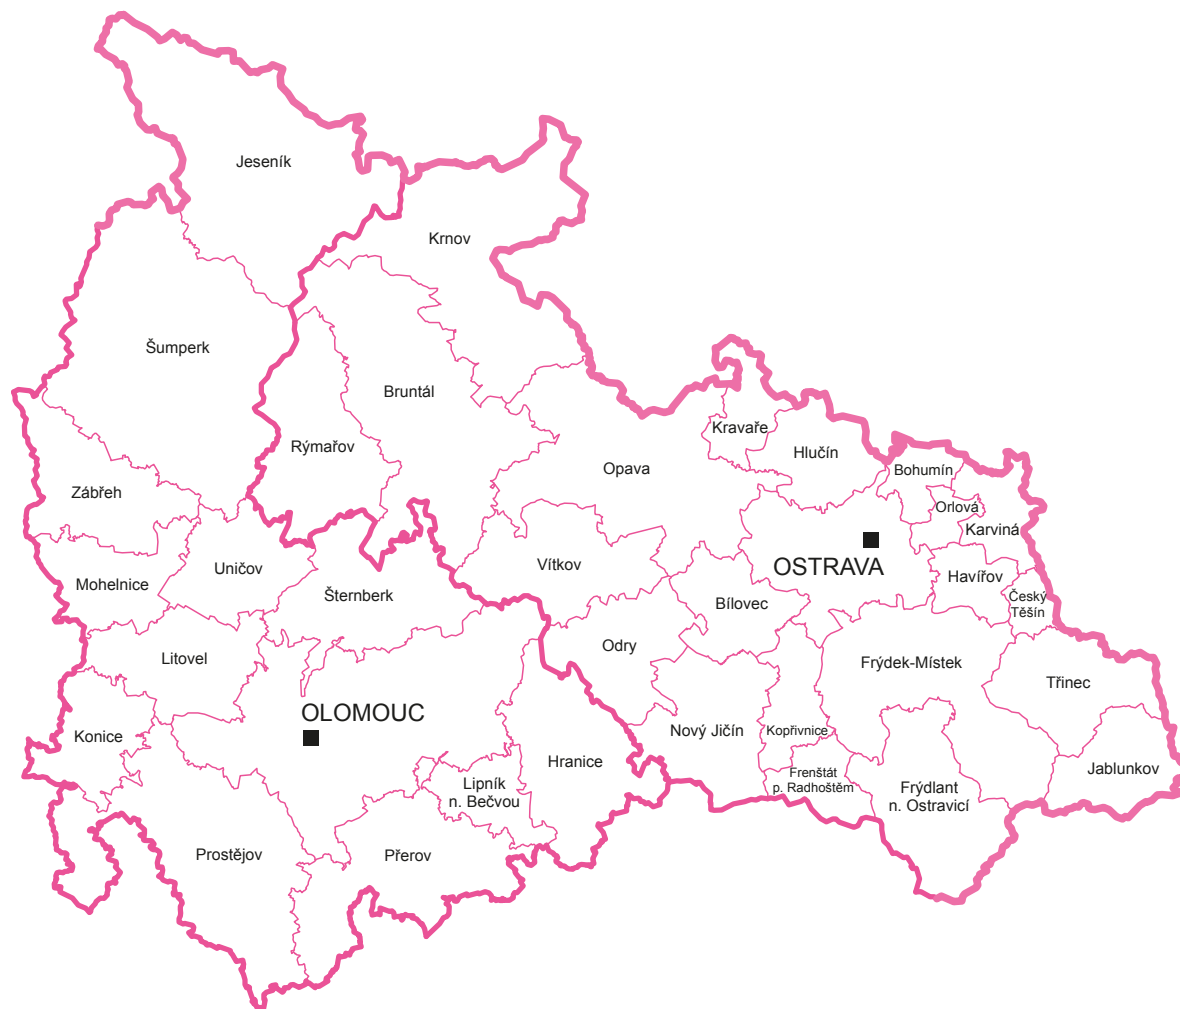 Jeseník
Krnov
Šumperk
Bruntál
Kravaře
Rýmařov
Hlučín
Opava
Bohumín
Zábřeh
Orlová
Karviná
OSTRAVA
Vítkov
Uničov
Havířov
Mohelnice
Šternberk
Bílovec
Český
Těšín
Odry
Litovel
Frýdek-Místek
Třinec
OLOMOUC
Konice
Nový Jičín
Kopřivnice
Hranice
Jablunkov
Lipník
n. Bečvou
Frenštát
p. Radhoštěm
Frýdlant
n. Ostravicí
Prostějov
Přerov